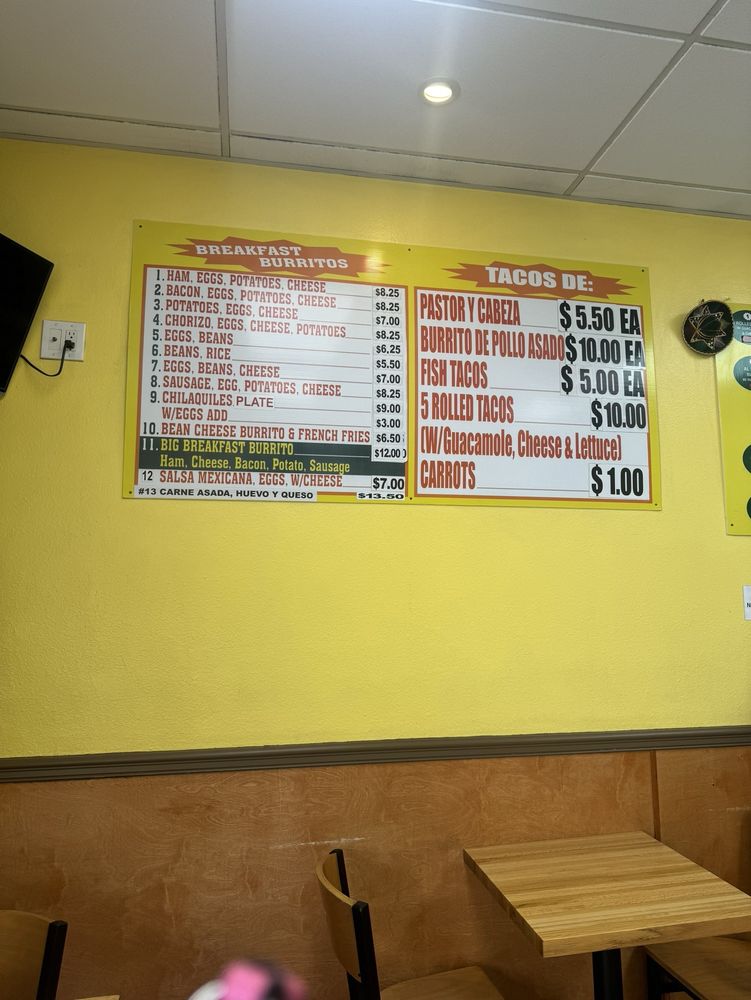 BREAKFAST
BURRITOS
1. HAM, EGGS, POTATOES, CHEESE $8.25
2. BACON, EGGS, POTATOES, CHEESE $8.25
3. POTATOES, EGGS, CHEESE $7.00
4. CHORIZO, EGGS, CHEESE, POTATOES $8.25
5. EGGS, BEANS $6.25
6. BEANS, RICE $5.50
7. EGGS, BEANS, CHEESE $7.00
8. SAUSAGE, EGG, POTATOES, CHEESE $8.25
9. CHILAQUILES PLATE $9.00
W/EGGS ADD $3.00
10. BEAN CHEESE BURRITO & FRENCH FRIES $6.50
11. BIG BREAKFAST BURRITO $12.00
Ham, Cheese, Bacon, Potato, Sausage
12 SALSA MEXICANA, EGGS, W/CHEESE $7.00
#13 CARNE ASADA, HUEVO Y QUESO $13.50
TACOS DE:
PASTOR Y CABEZA $5.50 EA
BURRITO DE POLLO ASADO $10.00 EA
FISH TACOS $5.00 EA
5 ROLLED TACOS $10.00
(W/Guacamole, Cheese & Lettuce)
CARROTS $1.00